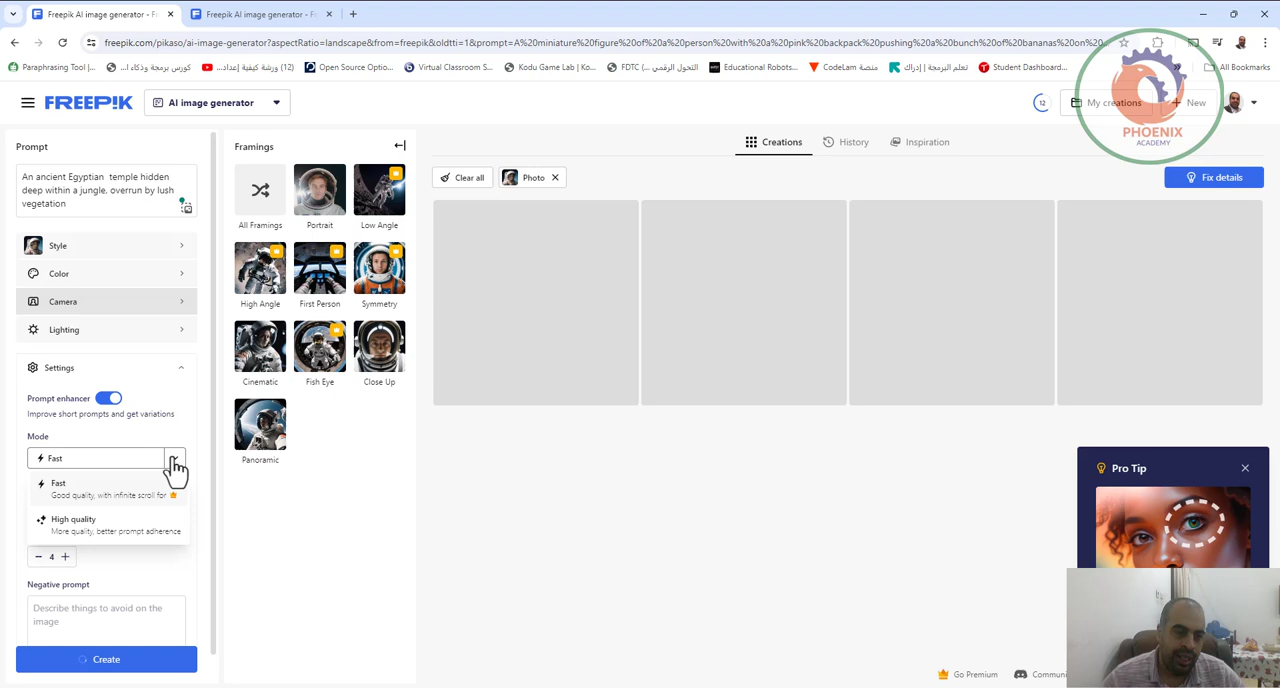 Freepik AI image generator - F
Freepik AI image generator - F
freepik.com/pikaso/ai-image-generator?aspectRatio=landscape&from=freepik&oldtti=1&prompt=A%20miniature%20figure%20of%20a%20person%20with%20a%20pink%20backpack%20pushing%20a%20bunch%20of%20bananas%20on%20...
Paraphrasing Tool |...
كورس برمجة وذكاء ا...
(12) ورشة كيفية إعداد...
Open Source Optio...
Logical Classroom S...
Kodu Game Lab | Ko...
FDTC | التحول الرقمي...
Educational Robots...
منصة CodeLam
تعلم البرمجة | إدراك
Student Dashboard...
All Bookmarks
FREEPIK
AI image generator
12
My creations
New
PHOENIX
ACADEMY
Prompt
An ancient Egyptian temple hidden
deep within a jungle, overrun by lush
vegetation
Style
Color
Camera
Lighting
Settings
Prompt enhancer
Improve short prompts and get variations
Mode
Fast
Fast
Good quality, with infinite scroll for
High quality
More quality, better prompt adherence
4
Negative prompt
Describe things to avoid on the
image
Create
Framings
All Framings
Portrait
Low Angle
High Angle
First Person
Symmetry
Cinematic
Fish Eye
Close Up
Panoramic
Creations
History
Inspiration
Clear all
Photo
Fix details
Pro Tip
Go Premium
Communi